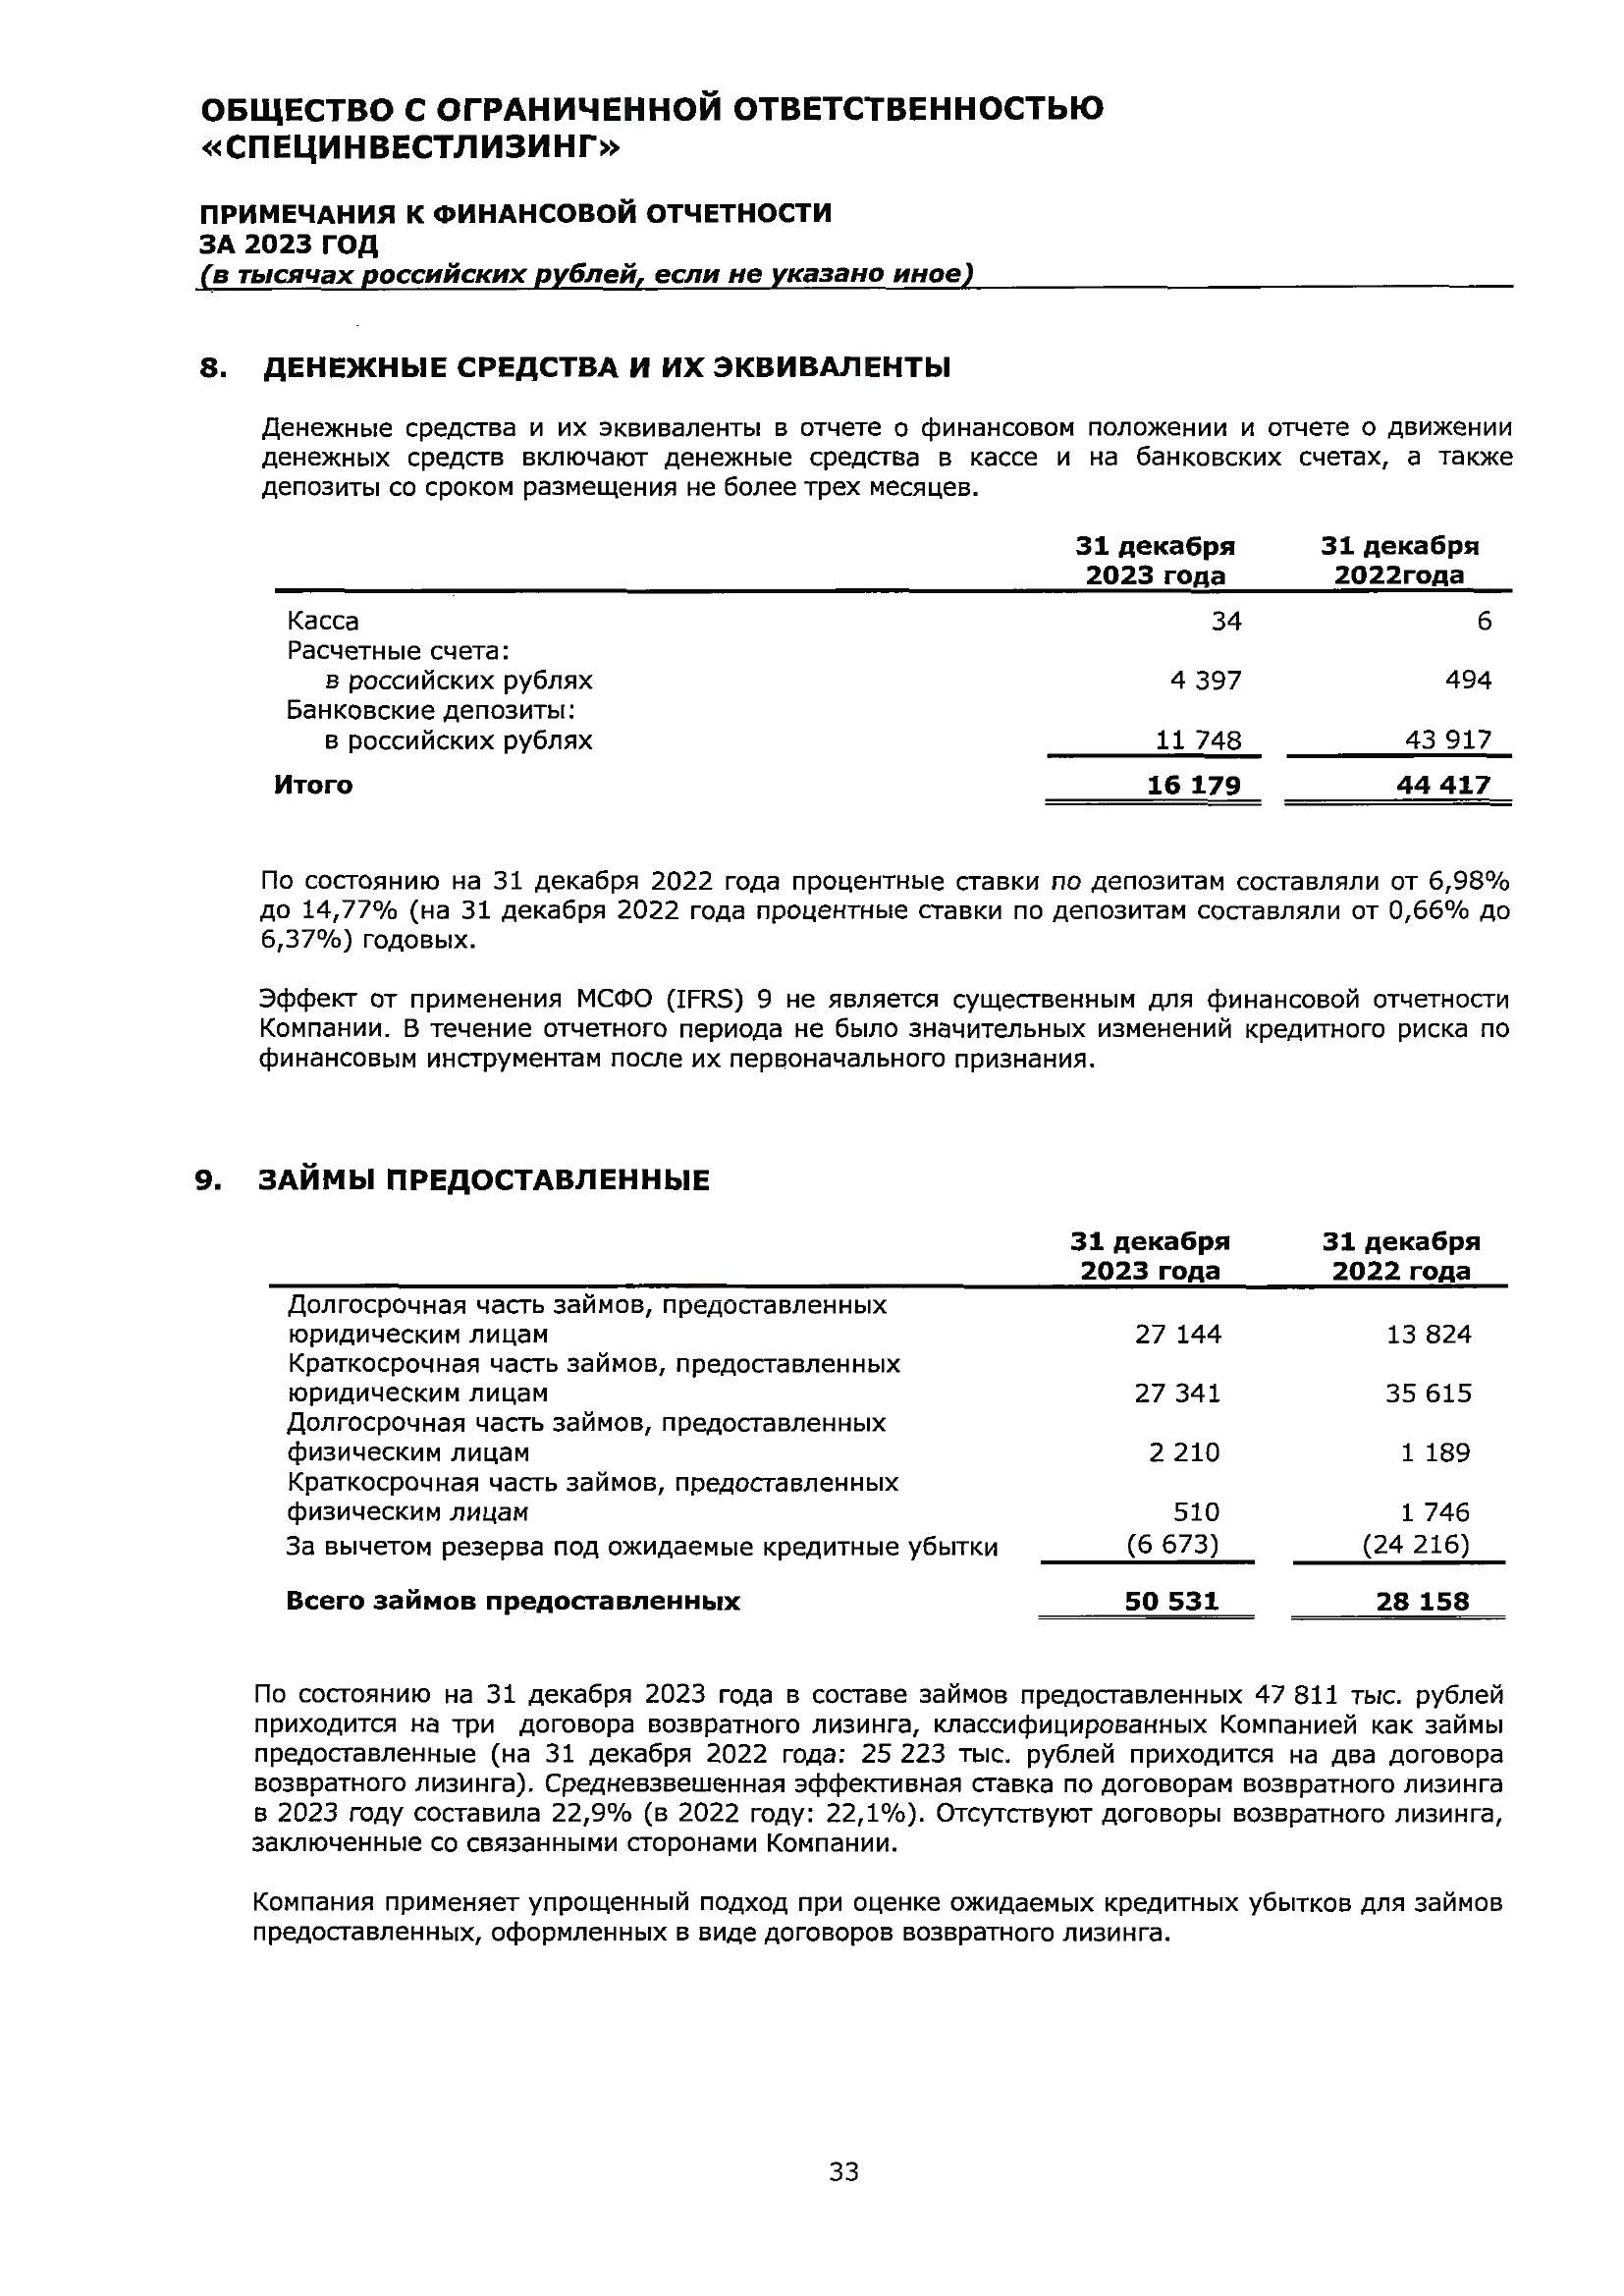 ОБЩЕСТВО С ОГРАНИЧЕННОЙ ОТВЕТСТВЕННОСТЬЮ
«СПЕЦИНВЕСТЛИЗИНГ»
ПРИМЕЧАНИЯ К ФИНАНСОВОЙ ОТЧЕТНОСТИ
ЗА 2023 ГОД
(в тысячах российских рублей, если не указано иное)
8. ДЕНЕЖНЫЕ СРЕДСТВА И ИХ ЭКВИВАЛЕНТЫ
Денежные средства и их эквиваленты в отчете о финансовом положении и отчете о движении
денежных средств включают денежные средства в кассе и на банковских счетах, а также
депозиты со сроком размещения не более трех месяцев.
31 декабря 31 декабря
2023 года 2022года
Касса 34 6
Расчетные счета:
в российских рублях 4 397 494
Банковские депозиты:
в российских рублях 11 748 43 917
Итого 16 179 44 417
По состоянию на 31 декабря 2022 года процентные ставки по депозитам составляли от 6,98%
до 14,77% (на 31 декабря 2022 года процентные ставки по депозитам составляли от 0,66% до
6,37%) годовых.
Эффект от применения МСФО (IFRS) 9 не является существенным для финансовой отчетности
Компании. В течение отчетного периода не было значительных изменений кредитного риска по
финансовым инструментам после их первоначального признания.
9. ЗАЙМЫ ПРЕДОСТАВЛЕННЫЕ
31 декабря 31 декабря
2023 года 2022 года
Долгосрочная часть займов, предоставленных
юридическим лицам 27 144 13 824
Краткосрочная часть займов, предоставленных
юридическим лицам 27 341 35 615
Долгосрочная часть займов, предоставленных
физическим лицам 2 210 1 189
Краткосрочная часть займов, предоставленных
физическим лицам 510 1 746
За вычетом резерва под ожидаемые кредитные убытки (6 673) (24 216)
Всего займов предоставленных 50 531 28 158
По состоянию на 31 декабря 2023 года в составе займов предоставленных 47 811 тыс. рублей
приходится на три договора возвратного лизинга, классифицированных Компанией как займы
предоставленные (на 31 декабря 2022 года: 25 223 тыс. рублей приходится на два договора
возвратного лизинга). Средневзвешенная эффективная ставка по договорам возвратного лизинга
в 2023 году составила 22,9% (в 2022 году: 22,1%). Отсутствуют договоры возвратного лизинга,
заключенные со связанными сторонами Компании.
Компания применяет упрощенный подход при оценке ожидаемых кредитных убытков для займов
предоставленных, оформленных в виде договоров возвратного лизинга.
33